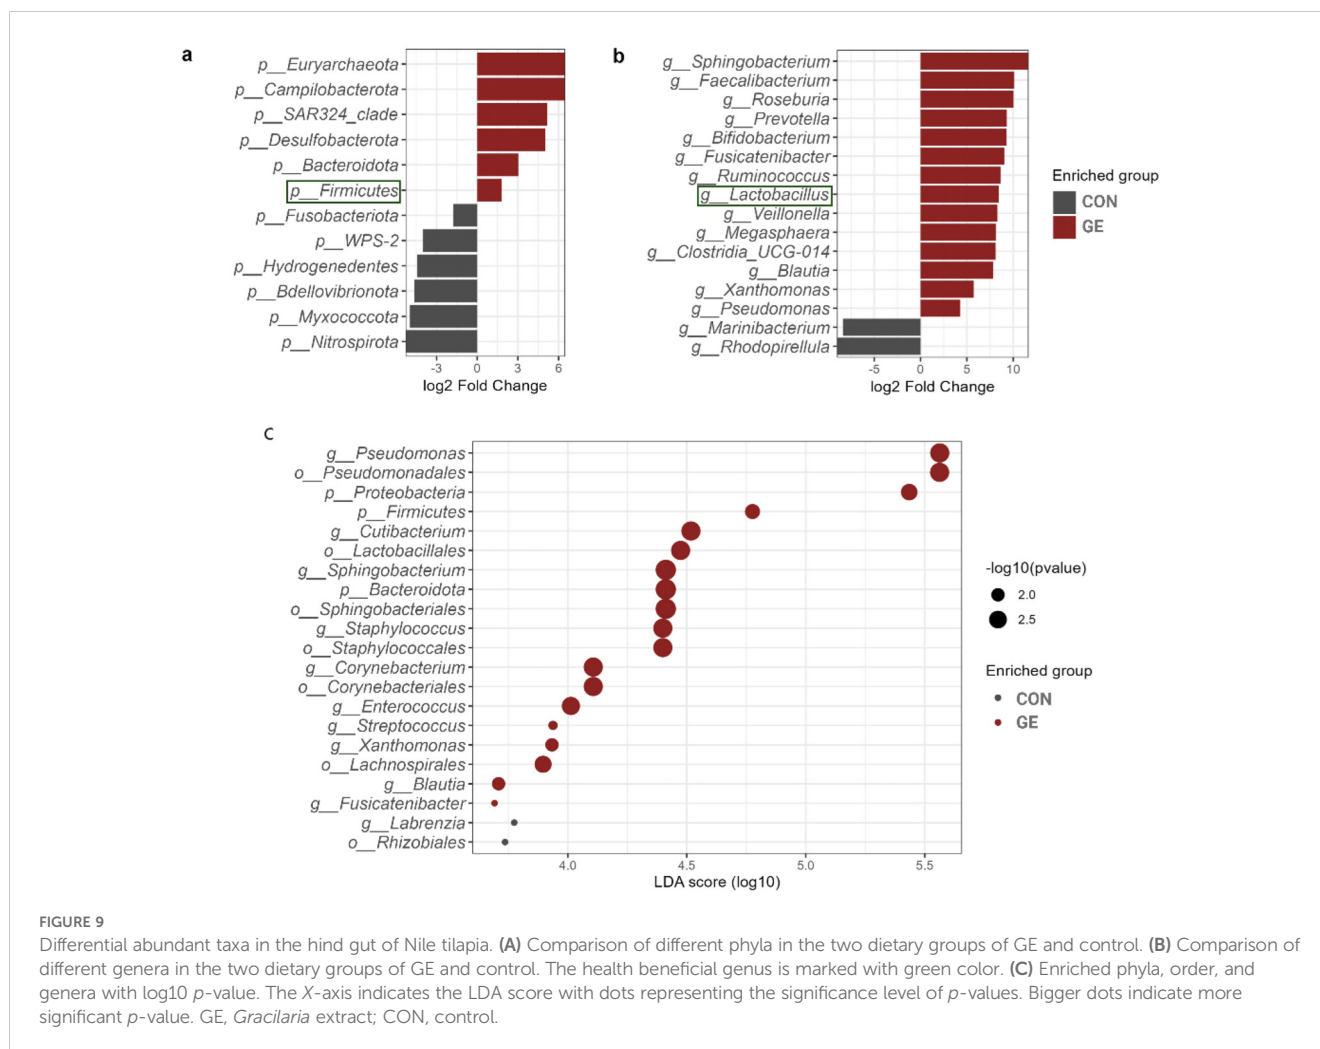 a
p__Euryarchaeota
p__Campilobacterota
p__SAR324_clade
p__Desulfobacterota
p__Bacteroidota
p__Firmicutes
p__Fusobacteriota
p__WPS-2
p__Hydrogenedentes
p__Bdellovibrionota
p__Myxococcota
p__Nitrospirota
-3 0 3 6
log2 Fold Change
b
g__Sphingobacterium
g__Faecalibacterium
g__Roseburia
g__Prevotella
g__Bifidobacterium
g__Fusicatenibacter
g__Ruminococcus
g__Lactobacillus
g__Veillonella
g__Megasphaera
g__Clostridia_UCG-014
g__Blautia
g__Xanthomonas
g__Pseudomonas
g__Marinibacterium
g__Rhodopirellula
-5 0 5 10
log2 Fold Change
Enriched group
CON
GE
c
g__Pseudomonas
o__Pseudomonadales
p__Proteobacteria
p__Firmicutes
g__Cutibacterium
o__Lactobacillales
g__Sphingobacterium
p__Bacteroidota
o__Sphingobacteriales
g__Staphylococcus
o__Staphylococcales
g__Corynebacterium
o__Corynebacteriales
g__Enterococcus
g__Streptococcus
g__Xanthomonas
o__Lachnospirales
g__Blautia
g__Fusicatenibacter
g__Labrenzia
o__Rhizobiales
4.0 4.5 5.0 5.5
LDA score (log10)
-log10(pvalue)
2.0
2.5
Enriched group
CON
GE
FIGURE 9
Differential abundant taxa in the hind gut of Nile tilapia. (A) Comparison of different phyla in the two dietary groups of GE and control. (B) Comparison of
different genera in the two dietary groups of GE and control. The health beneficial genus is marked with green color. (C) Enriched phyla, order, and
genera with log10 p-value. The X-axis indicates the LDA score with dots representing the significance level of p-values. Bigger dots indicate more
significant p-value. GE, Gracilaria extract; CON, control.